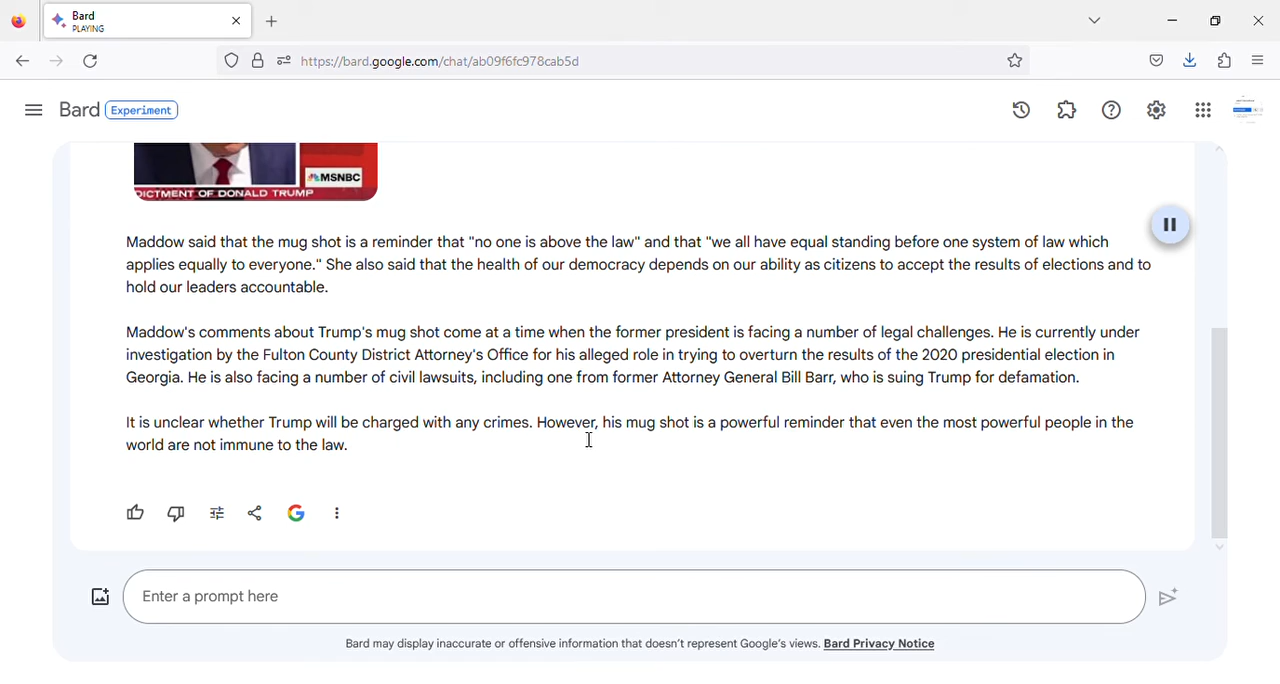 Bard
PLAYING
https://bard.google.com/chat/ab09f6fc978cab5d
Bard Experiment
MSNBC
DICTMENT OF DONALD TRUMP
Maddow said that the mug shot is a reminder that "no one is above the law" and that "we all have equal standing before one system of law which
applies equally to everyone." She also said that the health of our democracy depends on our ability as citizens to accept the results of elections and to
hold our leaders accountable.
Maddow's comments about Trump's mug shot come at a time when the former president is facing a number of legal challenges. He is currently under
investigation by the Fulton County District Attorney's Office for his alleged role in trying to overturn the results of the 2020 presidential election in
Georgia. He is also facing a number of civil lawsuits, including one from former Attorney General Bill Barr, who is suing Trump for defamation.
It is unclear whether Trump will be charged with any crimes. However, his mug shot is a powerful reminder that even the most powerful people in the
world are not immune to the law.
Enter a prompt here
Bard may display inaccurate or offensive information that doesn't represent Google's views. Bard Privacy Notice